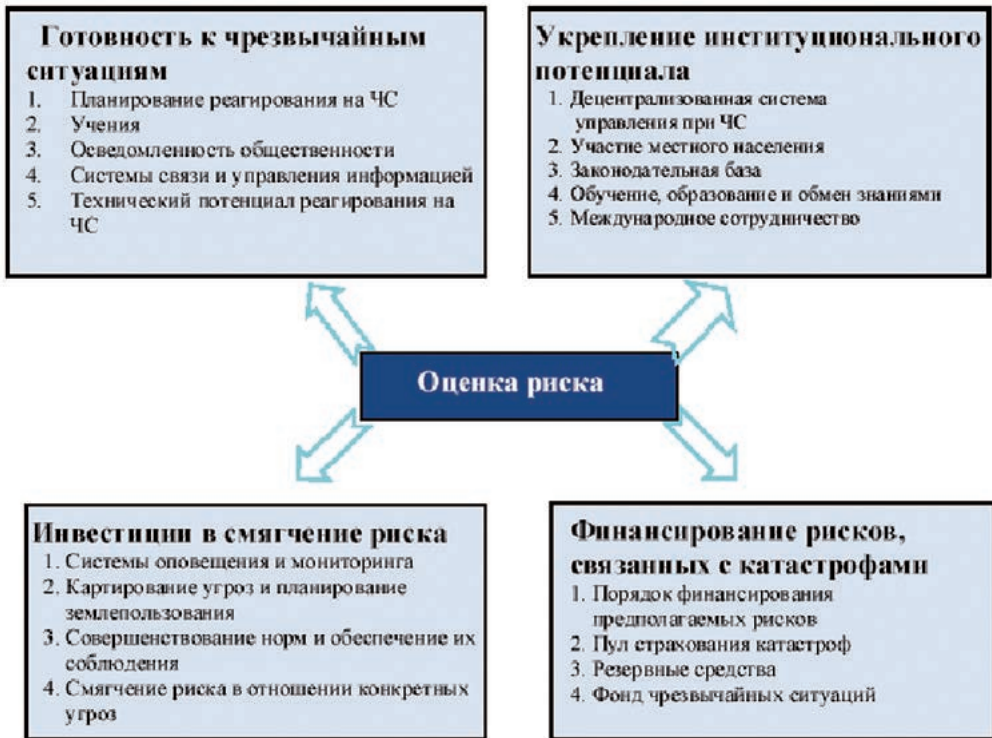 Готовность к чрезвычайным
ситуациям
1. Планирование реагирования на ЧС
2. Учения
3. Осведомленность общественности
4. Системы связи и управления информацией
5. Технический потенциал реагирования на
ЧС
Укрепление институционального
потенциала
1. Децентрализованная система
управления при ЧС
2. Участие местного населения
3. Законодательная база
4. Обучение, образование и обмен знаниями
5. Международное сотрудничество
Оценка риска
Инвестиции в смягчение риска
1. Системы оповещения и мониторинга
2. Картирование угроз и планирование
землепользования
3. Совершенствование норм и обеспечение их
соблюдения
4. Смягчение риска в отношении конкретных
угроз
Финансирование рисков,
связанных с катастрофами
1. Порядок финансирования
предполагаемых рисков
2. Пул страхования катастроф
3. Резервные средства
4. Фонд чрезвычайных ситуаций